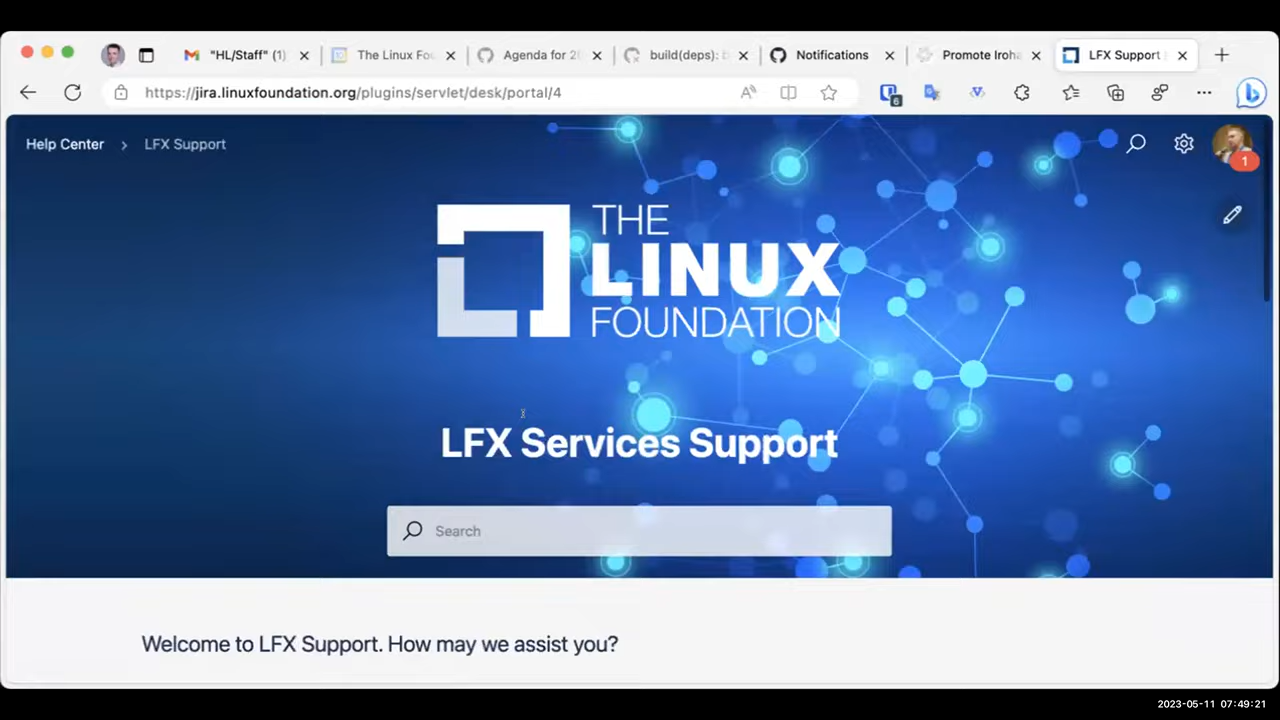 "HL/Staff" (1)
The Linux Fou
Agenda for 20
build(deps): b
Notifications
Promote Iroha
LFX Support
https://jira.linuxfoundation.org/plugins/servlet/desk/portal/4
6
Help Center > LFX Support
1
THE
LINUX
FOUNDATION
LFX Services Support
Search
Welcome to LFX Support. How may we assist you?
2023-05-11 07:49:21